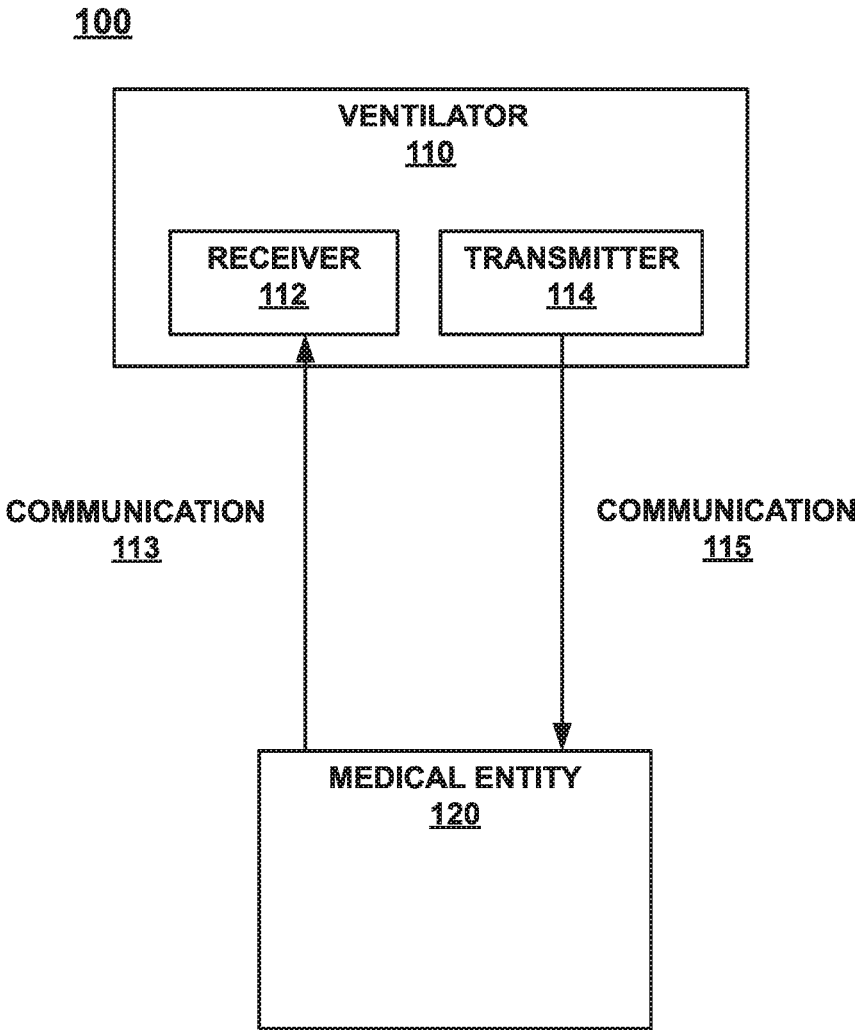 100
VENTILATOR
110
RECEIVER
112
TRANSMITTER
114
COMMUNICATION
113
COMMUNICATION
115
MEDICAL ENTITY
120